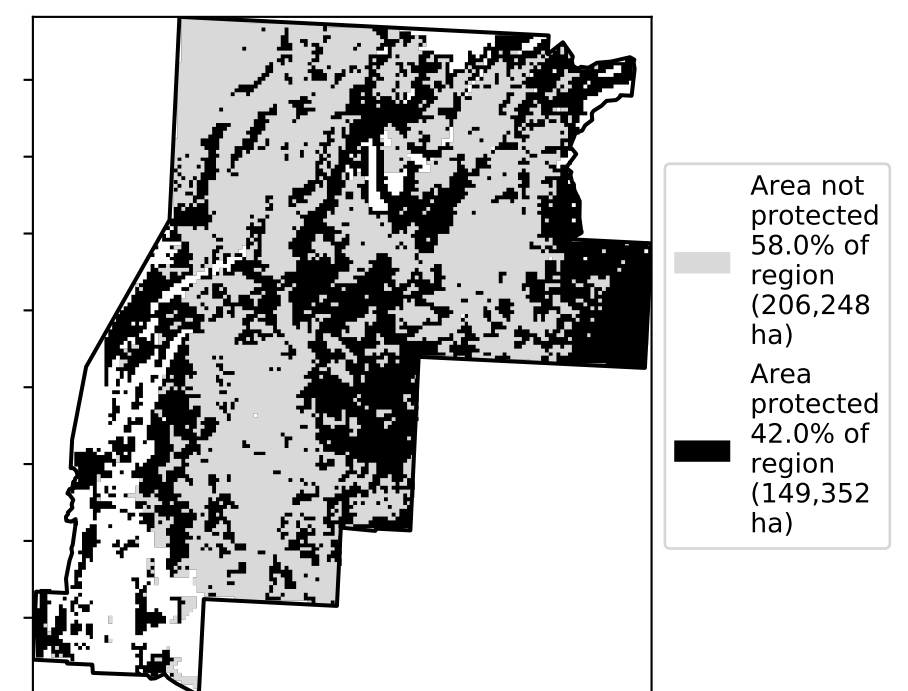 Area not
protected
58.0% of
region
(206,248
ha)
Area
protected
42.0% of
region
(149,352
ha)